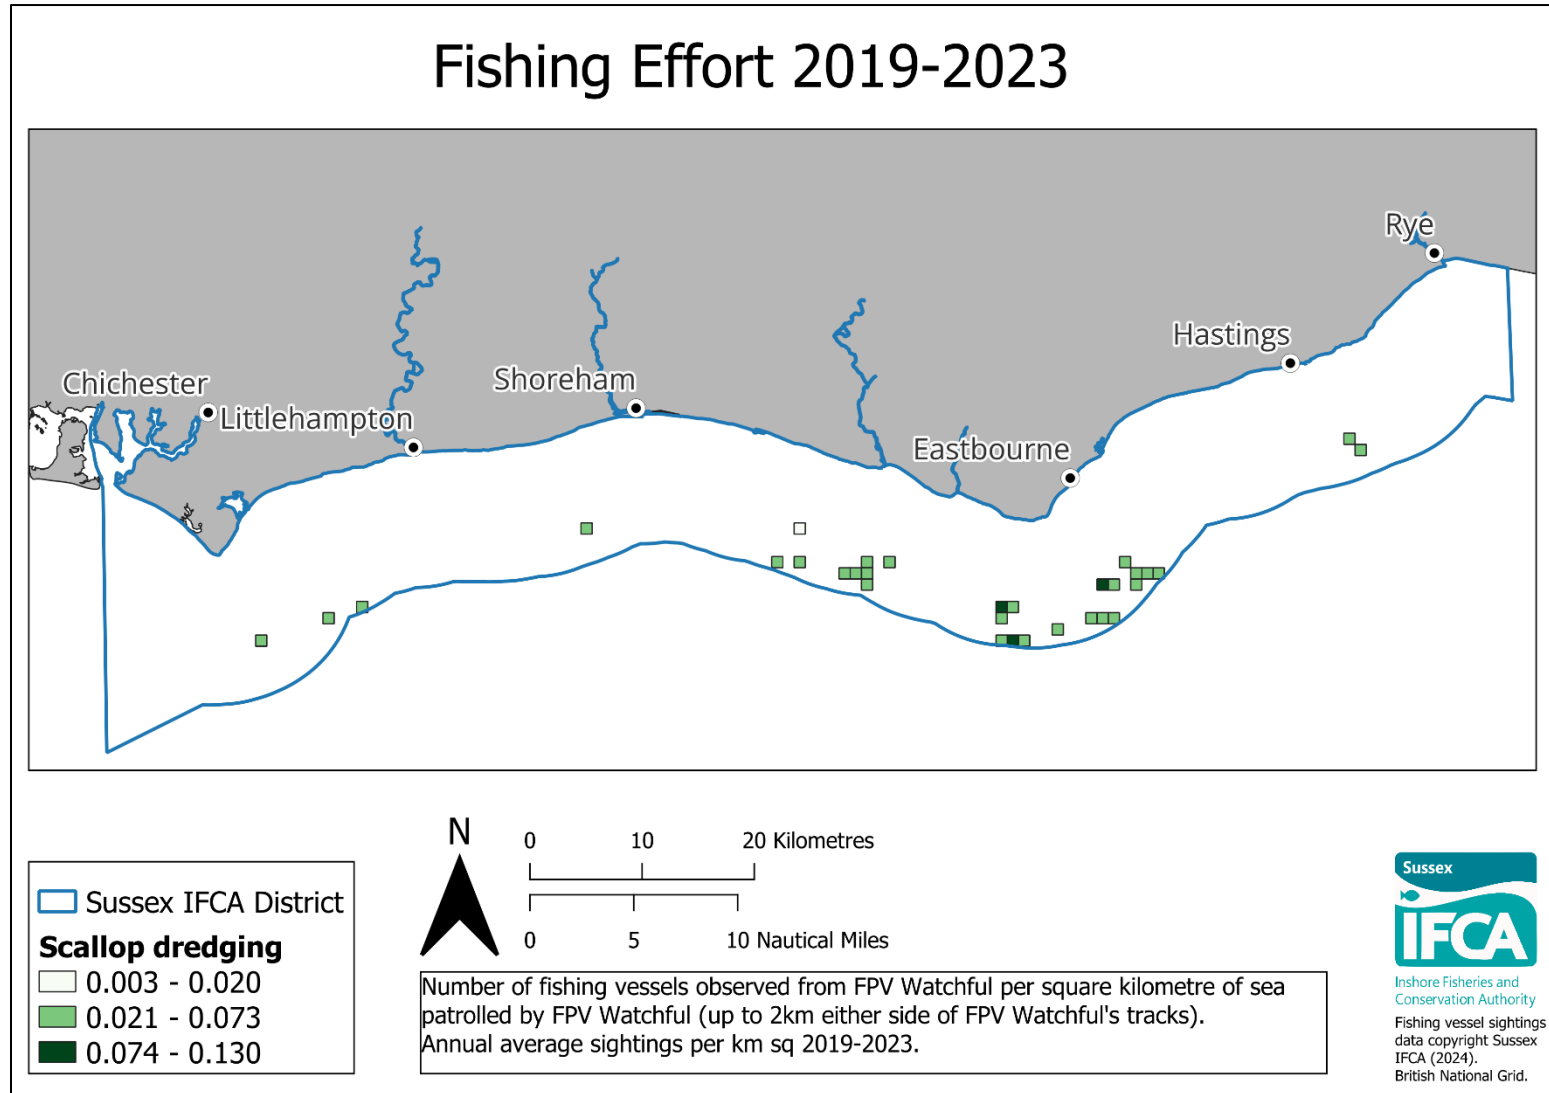 Fishing Effort 2019-2023
Rye
Hastings
Chichester
Shoreham
Littlehampton
Eastbourne
N
0 10 20 Kilometres
0 5 10 Nautical Miles
Sussex IFCA District
Scallop dredging
0.003 - 0.020
0.021 - 0.073
0.074 - 0.130
Number of fishing vessels observed from FPV Watchful per square kilometre of sea
patrolled by FPV Watchful (up to 2km either side of FPV Watchful's tracks).
Annual average sightings per km sq 2019-2023.
Sussex
IFCA
Inshore Fisheries and
Conservation Authority
Fishing vessel sightings
data copyright Sussex
IFCA (2024).
British National Grid.